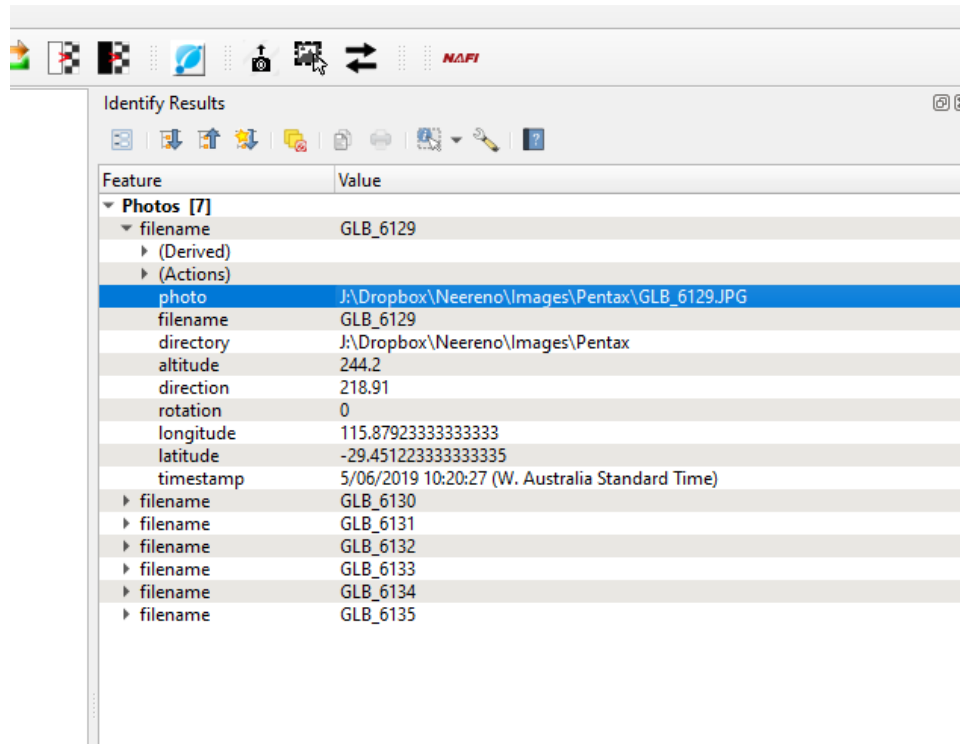 NAFI
Identify Results
Feature Value
Photos [7]
filename GLB_6129
(Derived)
(Actions)
photo J:\Dropbox\Neereno\Images\Pentax\GLB_6129.JPG
filename GLB_6129
directory J:\Dropbox\Neereno\Images\Pentax
altitude 244.2
direction 218.91
rotation 0
longitude 115.87923333333333
latitude -29.451223333333335
timestamp 5/06/2019 10:20:27 (W. Australia Standard Time)
filename GLB_6130
filename GLB_6131
filename GLB_6132
filename GLB_6133
filename GLB_6134
filename GLB_6135